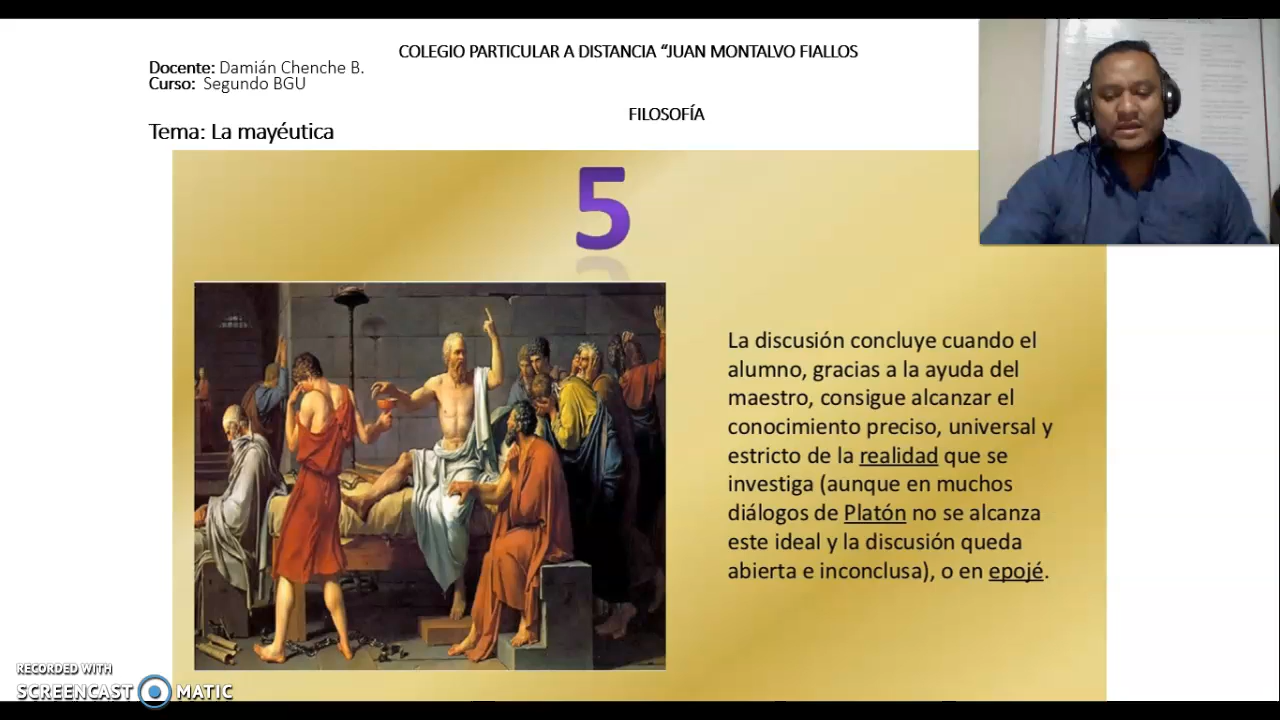 COLEGIO PARTICULAR A DISTANCIA “JUAN MONTALVO FIALLOS
Docente: Damián Chenche B.
Curso: Segundo BGU
FILOSOFÍA
Tema: La mayéutica
5
La discusión concluye cuando el
alumno, gracias a la ayuda del
maestro, consigue alcanzar el
conocimiento preciso, universal y
estricto de la realidad que se
investiga (aunque en muchos
diálogos de Platón no se alcanza
este ideal y la discusión queda
abierta e inconclusa), o en epojé.
RECORDED WITH
SCREENCAST MATIC